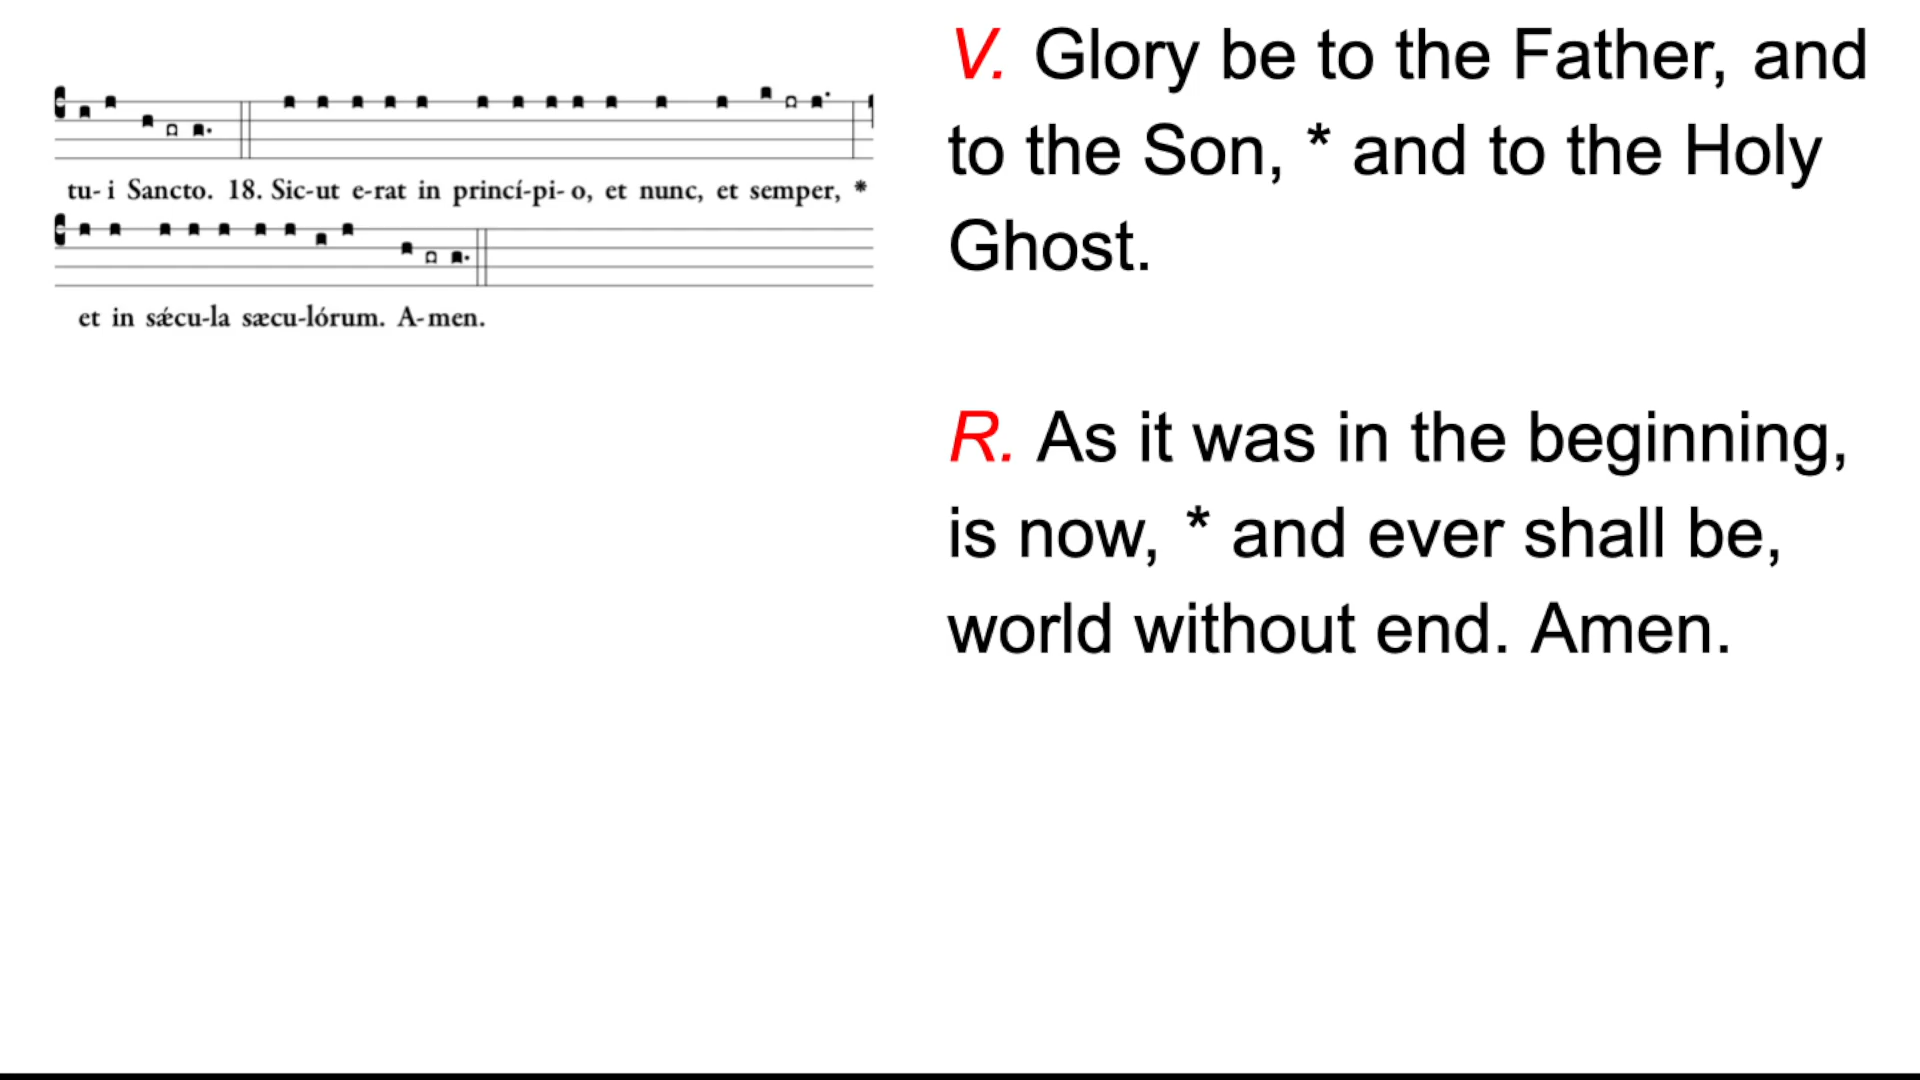 tu- i Sancto. 18. Sic-ut e-rat in princí-pi- o, et nunc, et semper, *
et in sǽcu-la sæcu-lórum. A-men.
V. Glory be to the Father, and
to the Son, * and to the Holy
Ghost.
R. As it was in the beginning,
is now, * and ever shall be,
world without end. Amen.